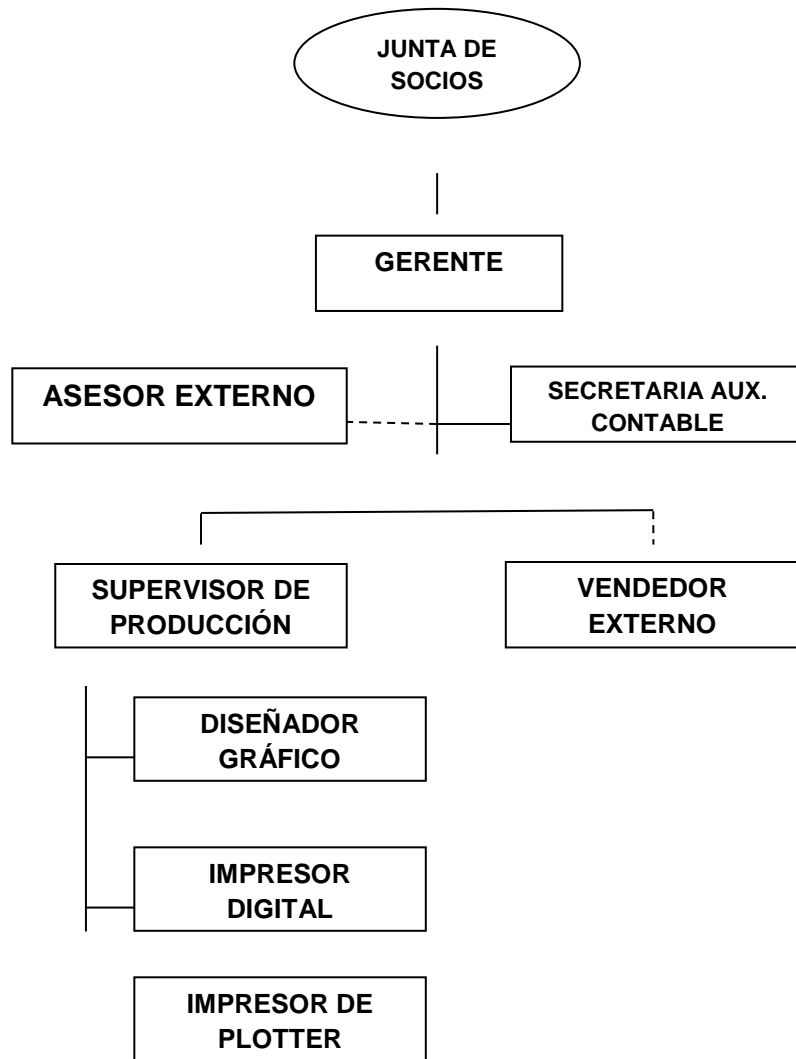 JUNTA DE
SOCIOS
GERENTE
ASESOR EXTERNO
SECRETARIA AUX.
CONTABLE
SUPERVISOR DE
PRODUCCIÓN
VENDEDOR
EXTERNO
DISEÑADOR
GRÁFICO
IMPRESOR
DIGITAL
IMPRESOR DE
PLOTTER